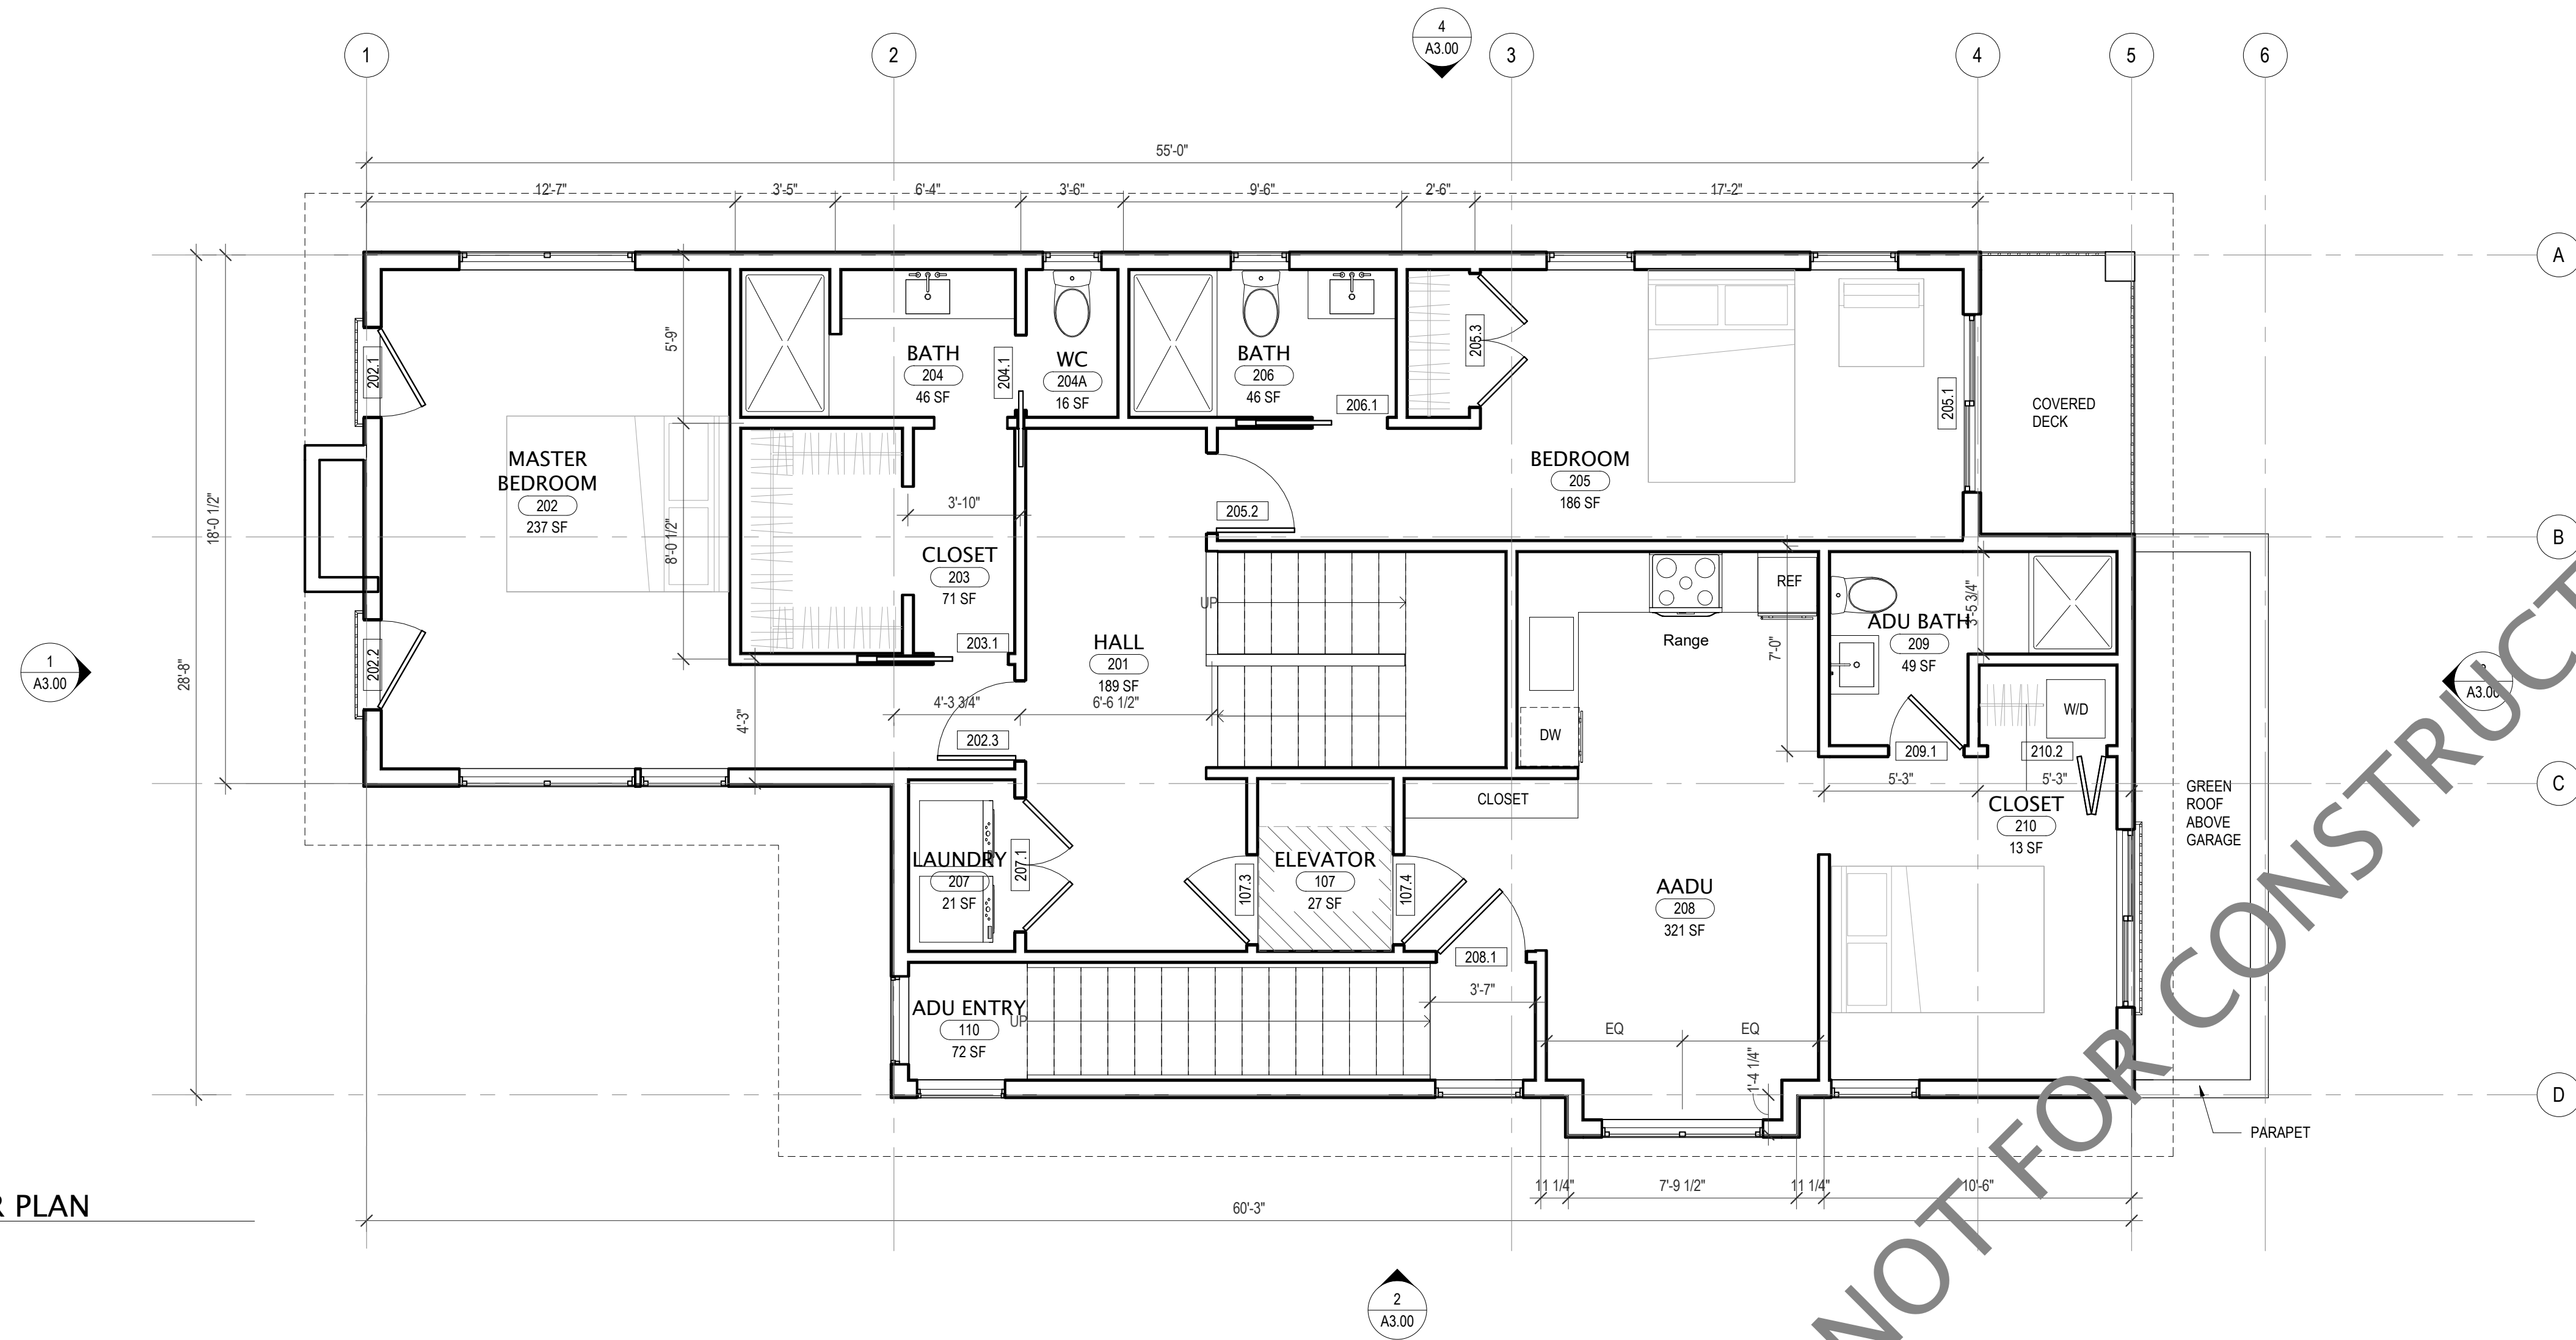 1
2
4
A3.00
3
4
5
6
55'-0"
12'-7"
3'-5"
6'-4"
3'-6"
9'-6"
2'-6"
17'-2"
A
B
C
D
28'-8"
18'-0 1/2"
1
A3.00
202.1
202.2
MASTER
BEDROOM
202
237 SF
5'-9"
8'-0 1/2"
4'-3"
BATH
204
46 SF
204.1
WC
204A
16 SF
BATH
206
46 SF
206.1
205.3
BEDROOM
205
186 SF
205.1
205.2
COVERED
DECK
3'-10"
CLOSET
203
71 SF
203.1
HALL
201
189 SF
4'-3 3/4"
6'-6 1/2"
202.3
UP
Range
REF
DW
7'-0"
ADU BATH
209
49 SF
W/D
209.1
210.2
5'-3"
5'-3"
CLOSET
210
13 SF
GREEN
ROOF
ABOVE
GARAGE
A3.00
CLOSET
LAUNDRY
207
21 SF
207.1
107.3
ELEVATOR
107
27 SF
107.4
AADU
208
321 SF
208.1
3'-7"
ADU ENTRY
110
72 SF
UP
EQ
EQ
1'-4 1/4"
PARAPET
11 1/4"
7'-9 1/2"
11 1/4"
10'-6"
60'-3"
PLAN
2
A3.00
NOT FOR CONSTRUCT